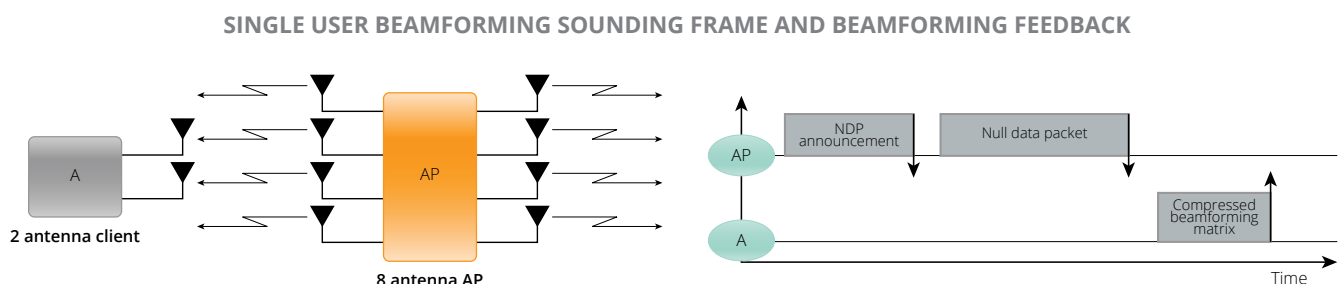 SINGLE USER BEAMFORMING SOUNDING FRAME AND BEAMFORMING FEEDBACK
A
2 antenna client
AP
8 antenna AP
AP
NDP
announcement
Null data packet
A
Compressed
beamforming
matrix
Time